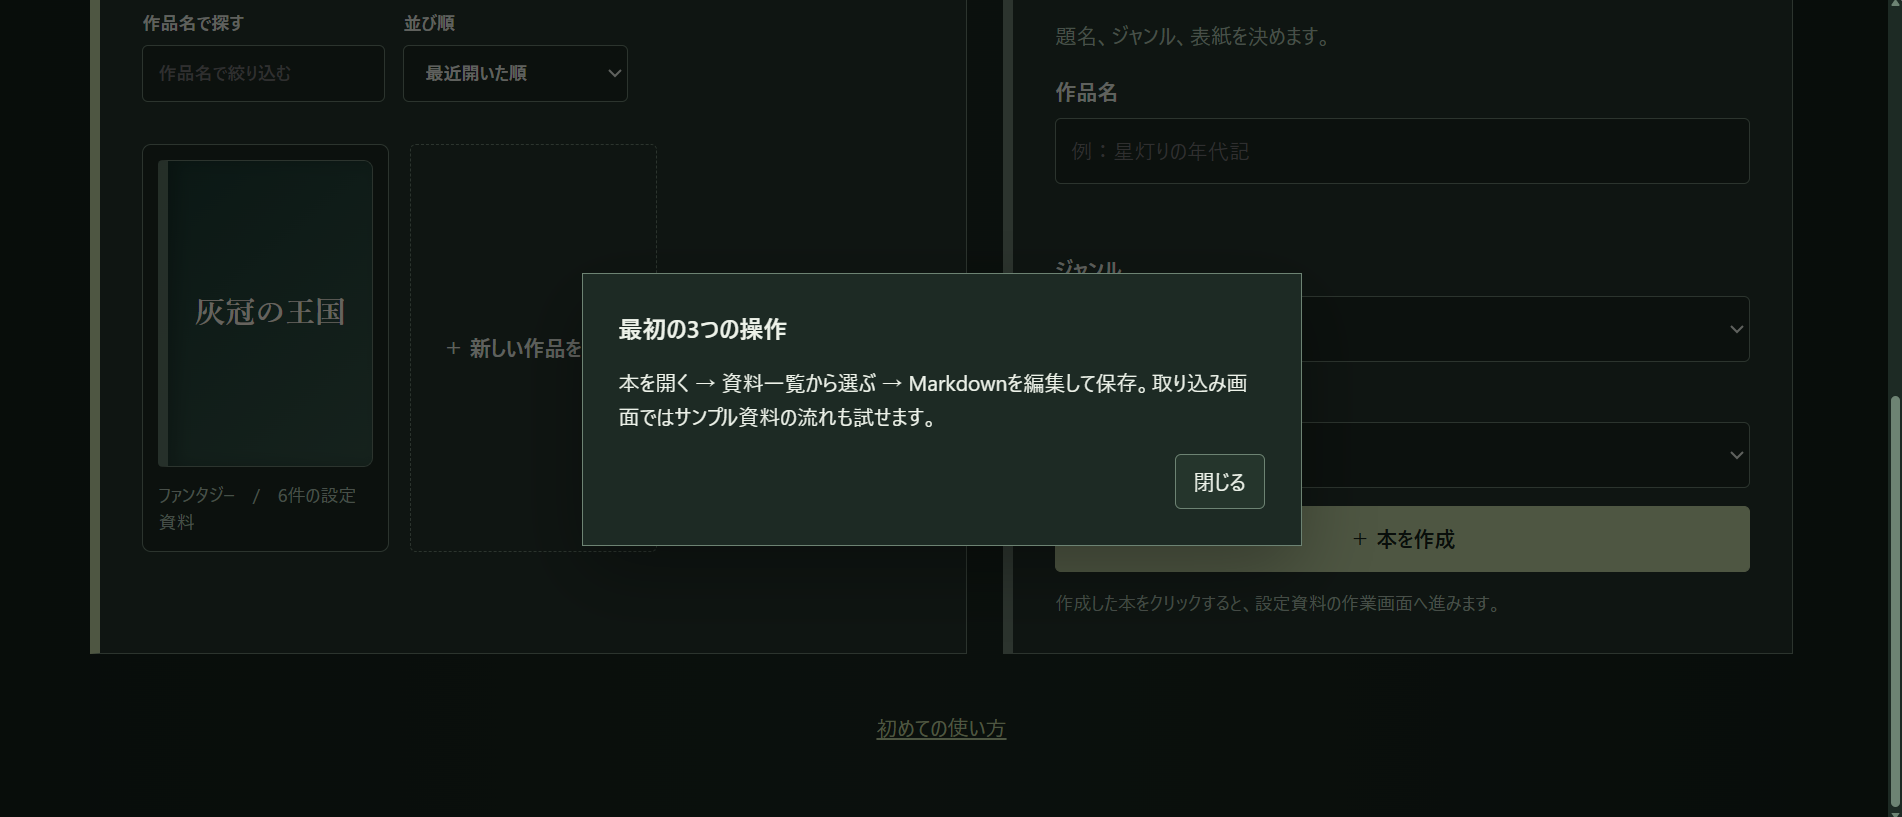 作品名で探す
並び順
作品名で絞り込む
最近開いた順
灰冠の王国
ファンタジー / 6件の設定
資料
+ 新しい作品を
題名、ジャンル、表紙を決めます。
作品名
例：星灯りの年代記
ジャンル
+ 本を作成
作成した本をクリックすると、設定資料の作業画面へ進みます。
最初の3つの操作
本を開く → 資料一覧から選ぶ → Markdownを編集して保存。取り込み画
面ではサンプル資料の流れも試せます。
閉じる
初めての使い方